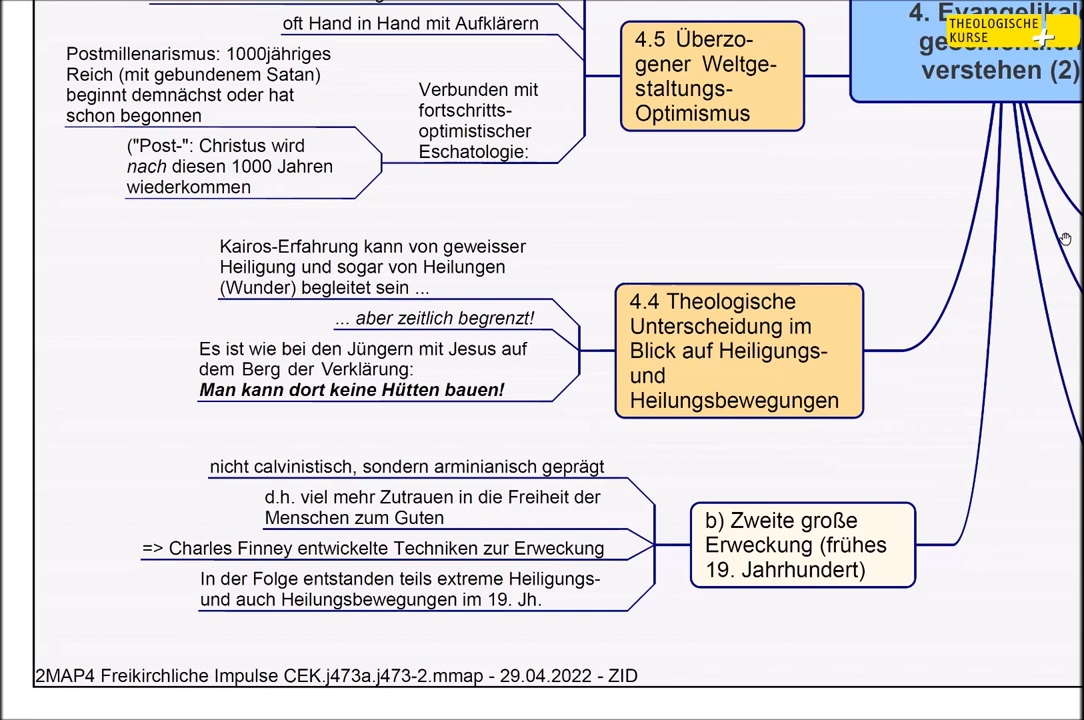 4. Evangelikal
verstehen (2)
THEOLOGISCHE
KURSE
oft Hand in Hand mit Aufklärern
4.5 Überzo-
gener Weltge-
staltungs-
Optimismus
Postmillenarismus: 1000jähriges
Reich (mit gebundenem Satan)
beginnt demnächst oder hat
schon begonnen
("Post-": Christus wird
nach diesen 1000 Jahren
wiederkommen
Verbunden mit
fortschritts-
optimistischer
Eschatologie:
Kairos-Erfahrung kann von geweisser
Heiligung und sogar von Heilungen
(Wunder) begleitet sein ...
... aber zeitlich begrenzt!
Es ist wie bei den Jüngern mit Jesus auf
dem Berg der Verklärung:
Man kann dort keine Hütten bauen!
4.4 Theologische
Unterscheidung im
Blick auf Heiligungs-
und
Heilungsbewegungen
nicht calvinistisch, sondern arminianisch geprägt
d.h. viel mehr Zutrauen in die Freiheit der
Menschen zum Guten
=> Charles Finney entwickelte Techniken zur Erweckung
In der Folge entstanden teils extreme Heiligungs-
und auch Heilungsbewegungen im 19. Jh.
b) Zweite große
Erweckung (frühes
19. Jahrhundert)
2MAP4 Freikirchliche Impulse CEK.j473a.j473-2.mmap - 29.04.2022 - ZID